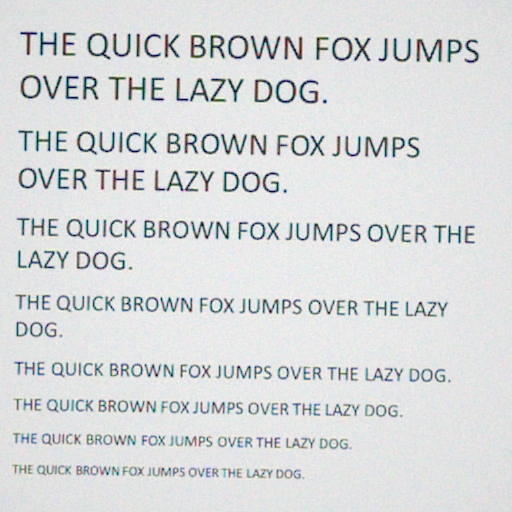 THE QUICK BROWN FOX JUMPS
OVER THE LAZY DOG.
THE QUICK BROWN FOX JUMPS
OVER THE LAZY DOG.
THE QUICK BROWN FOX JUMPS OVER THE
LAZY DOG.
THE QUICK BROWN FOX JUMPS OVER THE LAZY
DOG.
THE QUICK BROWN FOX JUMPS OVER THE LAZY DOG.
THE QUICK BROWN FOX JUMPS OVER THE LAZY DOG.
THE QUICK BROWN FOX JUMPS OVER THE LAZY DOG.
THE QUICK BROWN FOX JUMPS OVER THE LAZY DOG.